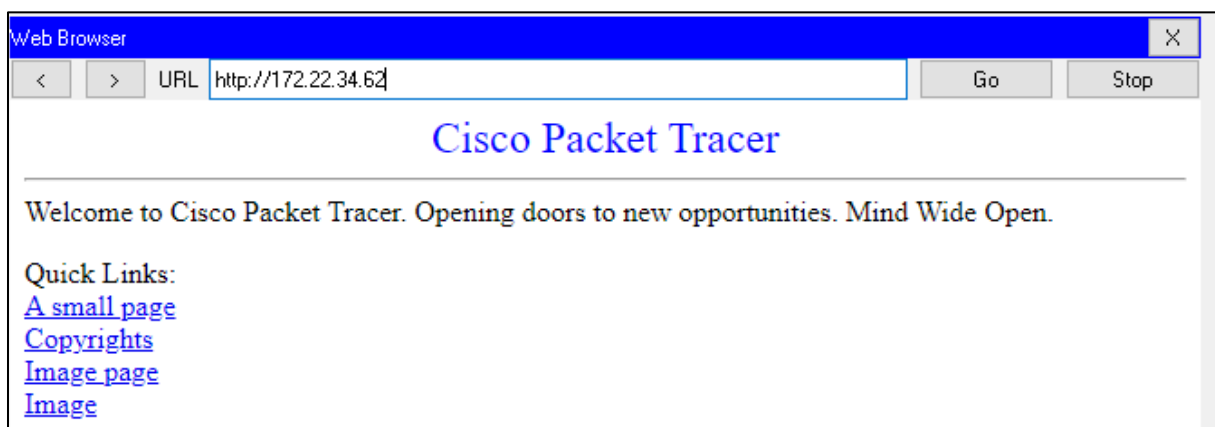 Web Browser X
< > URL http://172.22.34.62 Go Stop
Cisco Packet Tracer
Welcome to Cisco Packet Tracer. Opening doors to new opportunities. Mind Wide Open.
Quick Links:
A small page
Copyrights
Image page
Image